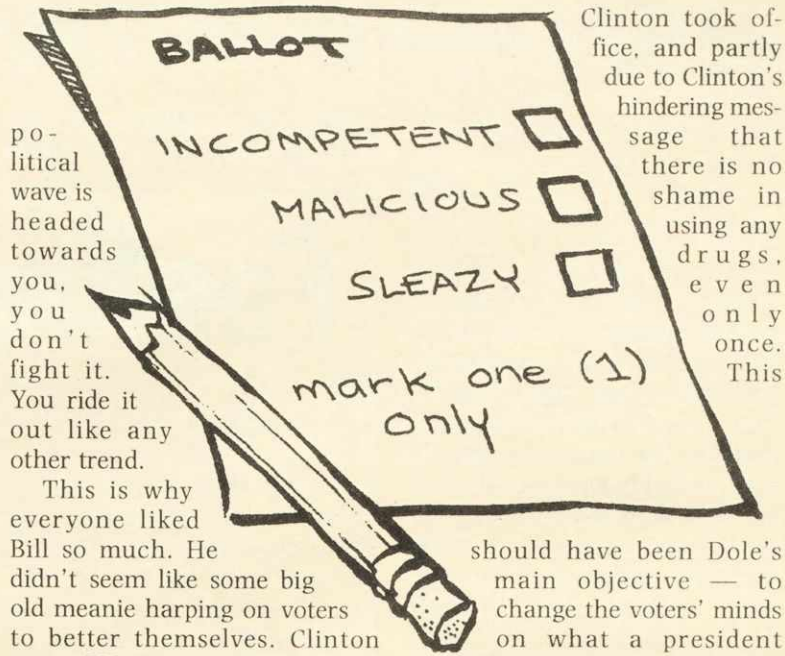 po-
litical
wave is
headed
towards
you,
you
don't
fight it.
You ride it
out like any
other trend.
This is why
everyone liked
Bill so much. He
didn't seem like some big
old meanie harping on voters
to better themselves. Clinton
BALLOT
INCOMPETENT
MALICIOUS
SLEAZY
mark one (1)
only
Clinton took of-
fice, and partly
due to Clinton's
hindering mes-
sage that
there is no
shame in
using any
drugs,
even
only
once.
This
should have been Dole's
main objective — to
change the voters' minds
on what a president